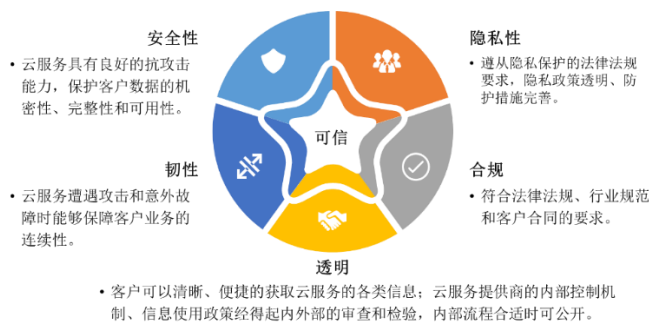 安全性
• 云服务具有良好的抗攻击
能力，保护客户数据的机
密性、完整性和可用性。
隐私性
• 遵从隐私保护的法律法规
要求，隐私政策透明、防
护措施完善。
可信
韧性
• 云服务遭遇攻击和意外故
障时能够保障客户业务的
连续性。
合规
• 符合法律法规、行业规范
和客户合同的要求。
透明
• 客户可以清晰、便捷的获取云服务的各类信息；云服务提供商的内部控制机
制、信息使用政策经得起内外部的审查和检验，内部流程合适时可公开。